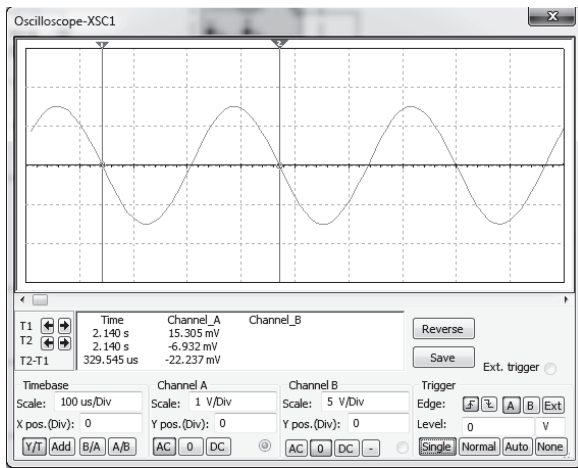 Oscilloscope-XSC1
1 2
Time Channel_A Channel_B
T1 2.140 s 15.305 mV
T2 2.140 s -6.932 mV
T2-T1 329.545 us -22.237 mV
Reverse
Save
Ext. trigger
Timebase
Scale: 100 us/Div
X pos.(Div): 0
Y/T Add B/A A/B
Channel A
Scale: 1 V/Div
Y pos.(Div): 0
AC 0 DC
Channel B
Scale: 5 V/Div
Y pos.(Div): 0
AC 0 DC -
Trigger
Edge: A B Ext
Level: 0 V
Single Normal Auto None